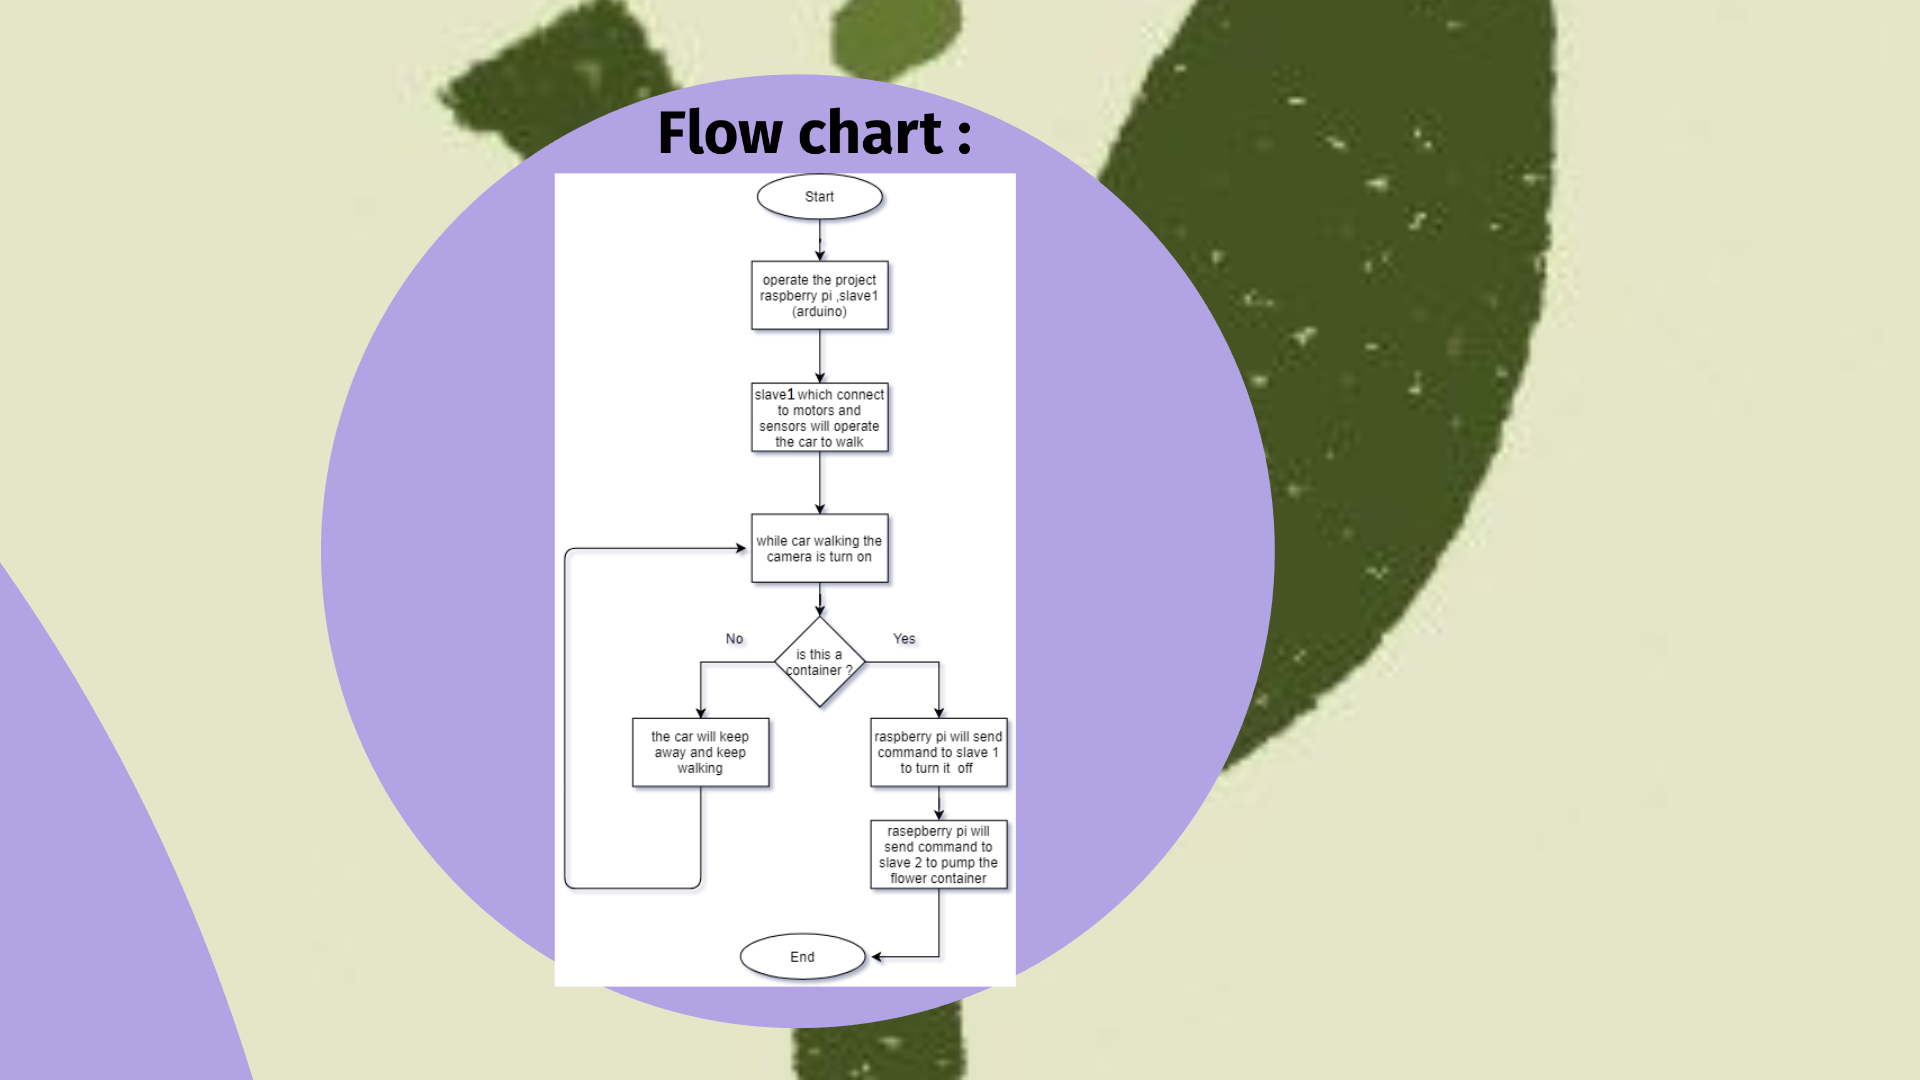 Flow chart :
Start
operate the project
raspberry pi ,slave1
(arduino)
slave1 which connect
to motors and
sensors will operate
the car to walk
while car walking the
camera is turn on
No
Yes
is this a
container ?
the car will keep
away and keep
walking
raspberry pi will send
command to slave 1
to turn it off
rasepberry pi will
send command to
slave 2 to pump the
flower container
End